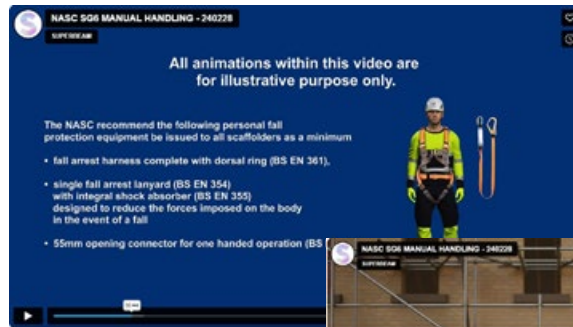 NASC SG6 MANUAL HANDLING - 240228
SUPERBEAM
All animations within this video are
for illustrative purpose only.
The NASC recommend the following personal fall
protection equipment be issued to all scaffolders as a minimum
• fall arrest harness complete with dorsal ring (BS EN 361),
• single fall arrest lanyard (BS EN 354)
with integral shock absorber (BS EN 355)
designed to reduce the forces imposed on the body
in the event of a fall
• 55mm opening connector for one handed operation (BS
NASC SG6 MANUAL HANDLING - 240228
SUPERBEAM